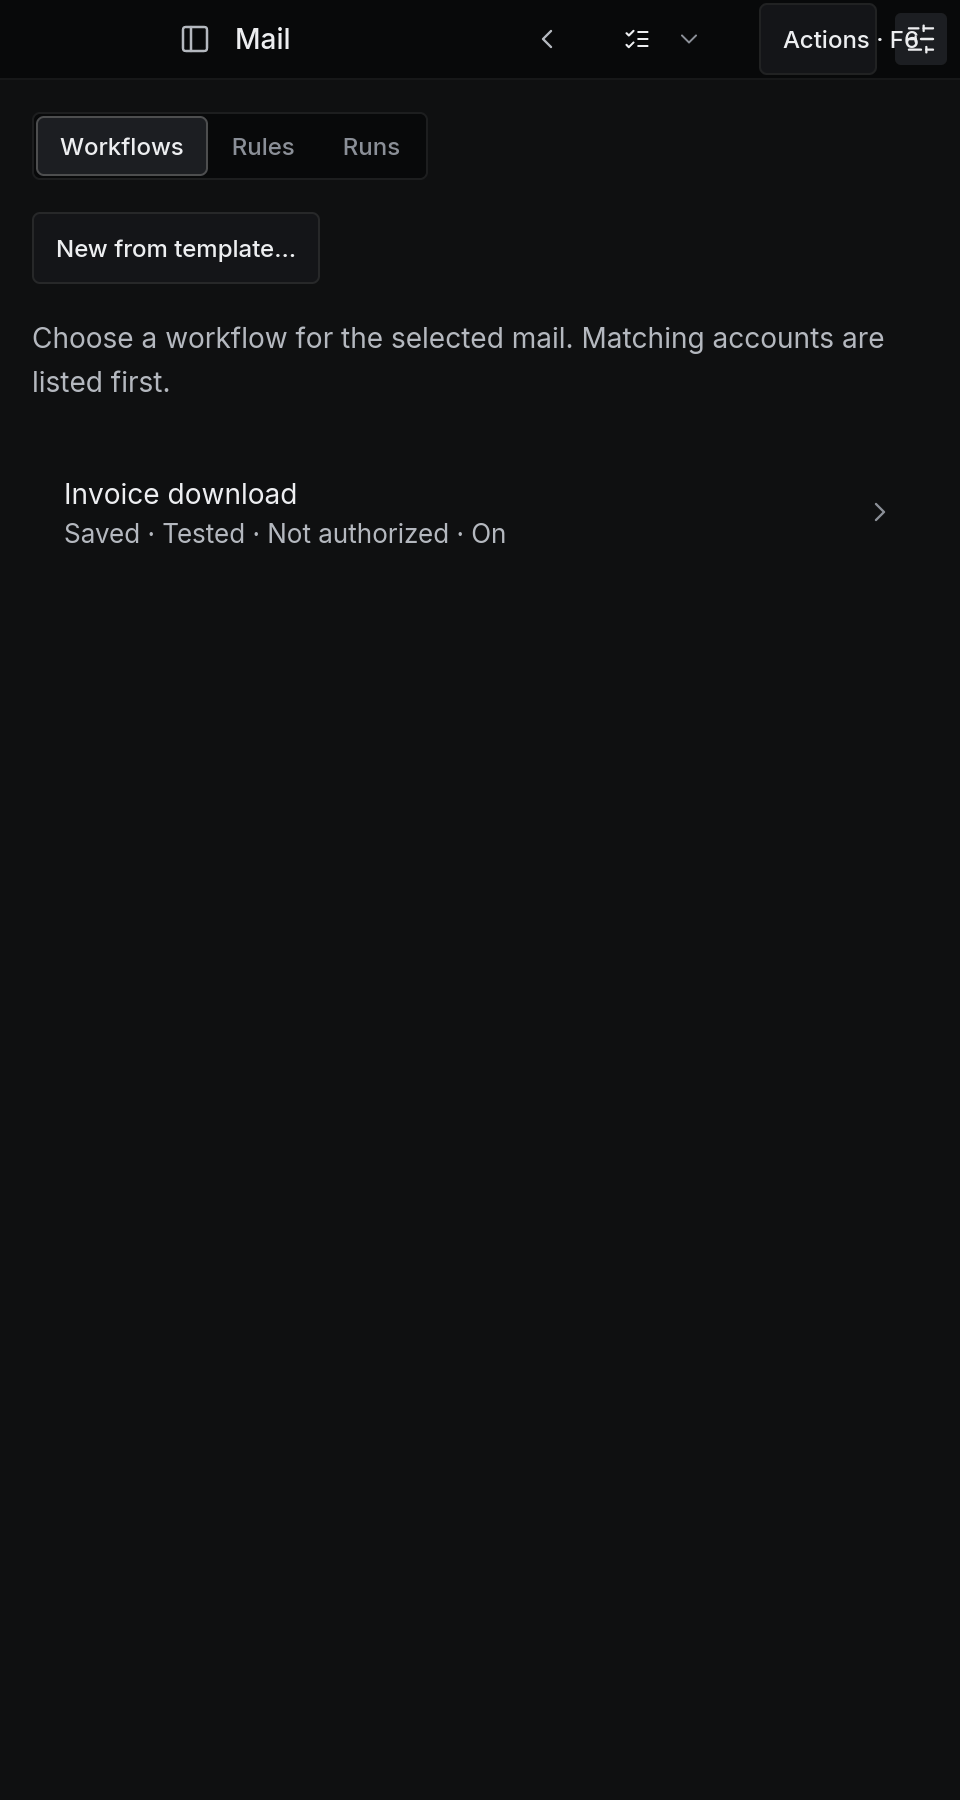 Mail
Actions · F6
Workflows
Rules
Runs
New from template...
Choose a workflow for the selected mail. Matching accounts are
listed first.
Invoice download
Saved · Tested · Not authorized · On